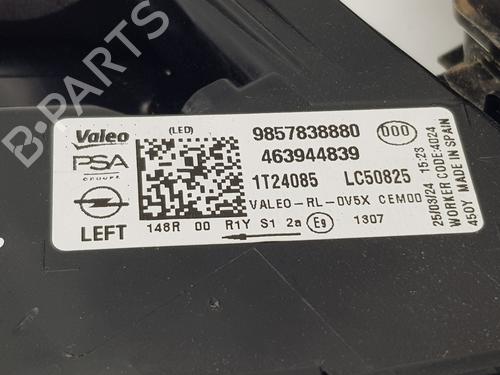 B-Parts
Valeo
(LED)
9857838880
000
PSA
GROUPE
463944839
1T24085
LC50825
VALEO-RL-OV5X CEMOO
LEFT
148R 00 R1Y S1 2a
E9
1307
25/03/24 15:23
WORKER CODE:4024
450Y MADE IN SPAIN